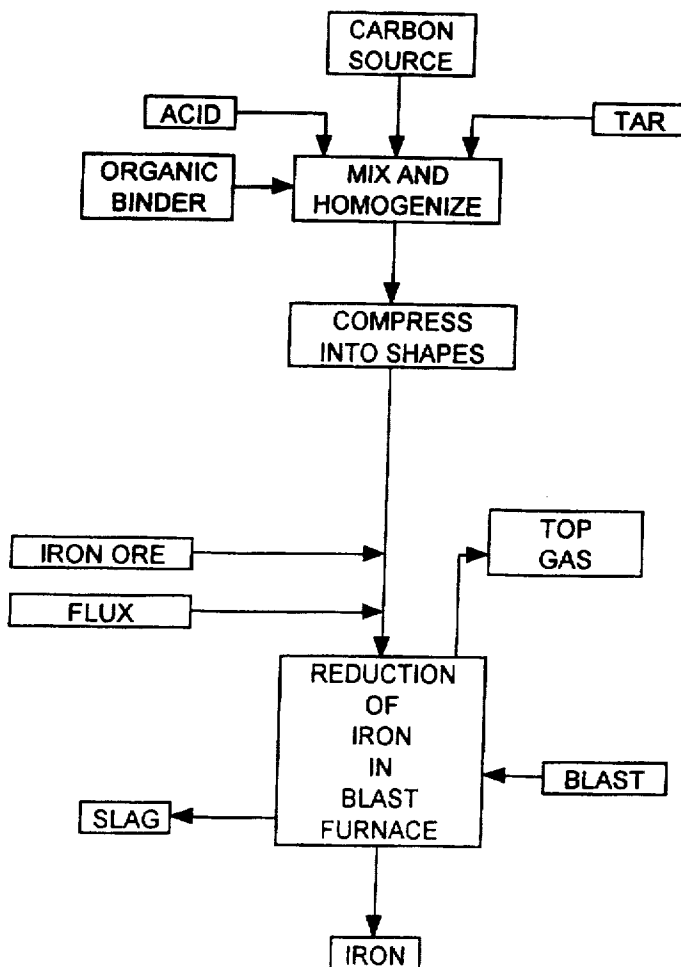 CARBON
SOURCE
ACID
TAR
ORGANIC
BINDER
MIX AND
HOMOGENIZE
COMPRESS
INTO SHAPES
TOP
GAS
IRON ORE
FLUX
REDUCTION
OF
IRON
IN
BLAST
FURNACE
BLAST
SLAG
IRON